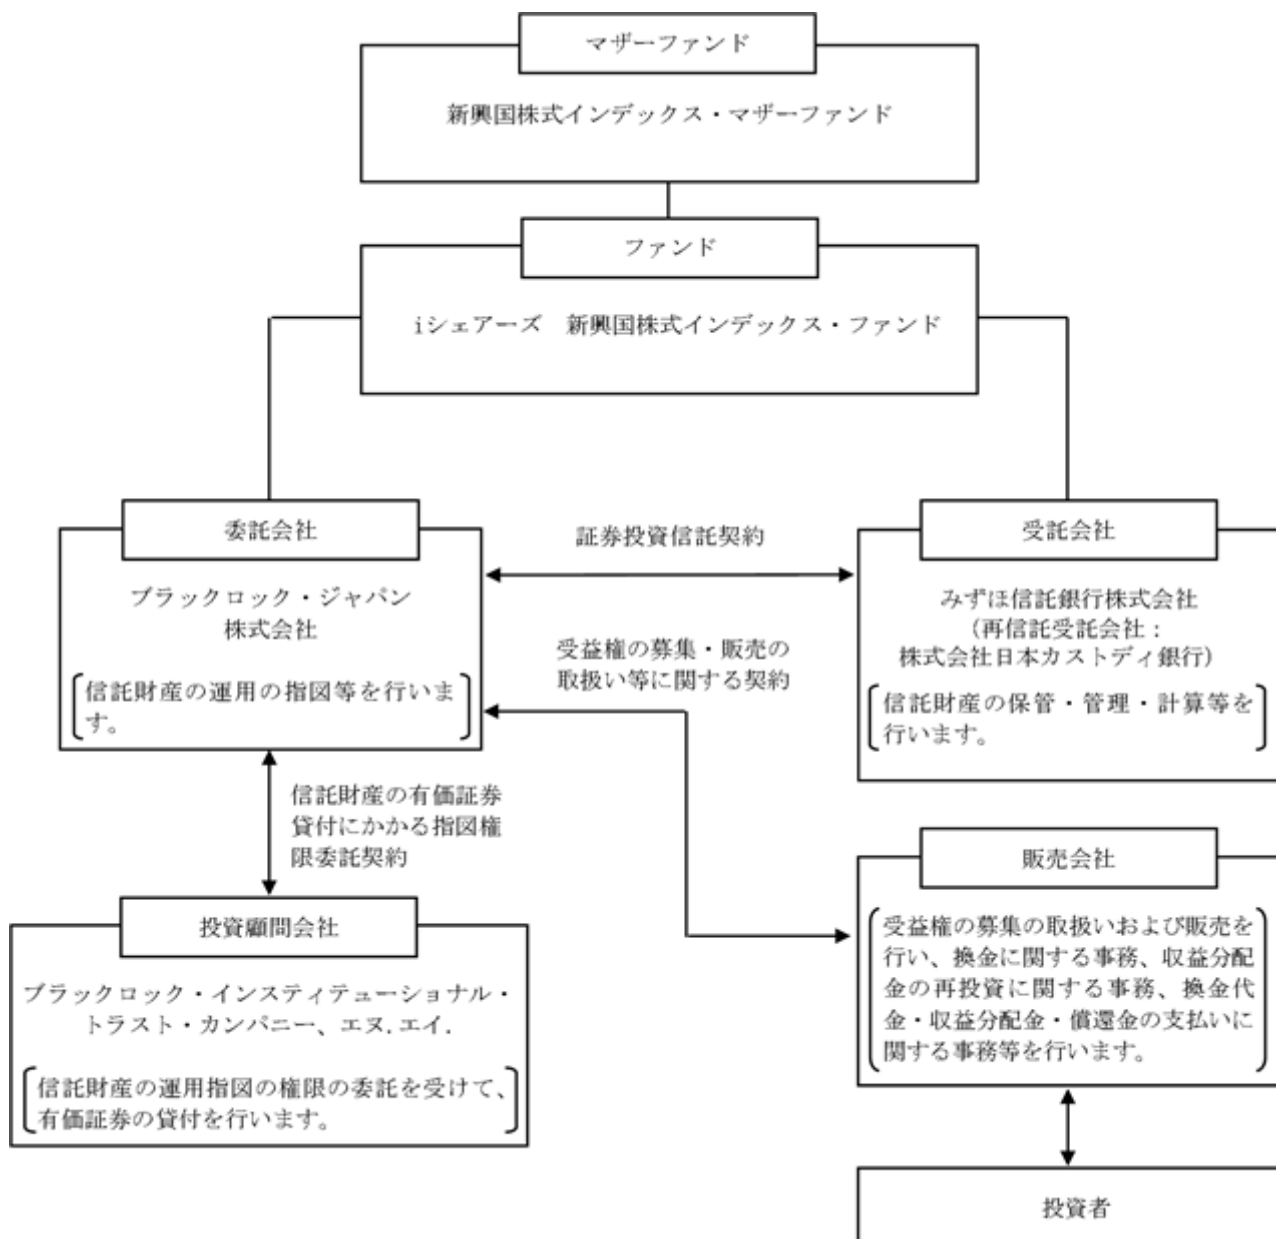 マザーファンド
新興国株式インデックス・マザーファンド
ファンド
iシェアーズ　新興国株式インデックス・ファンド
委託会社
ブラックロック・ジャパン
株式会社
信託財産の運用の指図等を行いま
す。
証券投資信託契約
受益権の募集・販売の
取扱い等に関する契約
受託会社
みずほ信託銀行株式会社
（再信託受託会社：
株式会社日本カストディ銀行）
信託財産の保管・管理・計算等を
行います。
信託財産の有価証券
貸付にかかる指図権
限委託契約
投資顧問会社
ブラックロック・インスティテューショナル・
トラスト・カンパニー、エヌ.エイ.
信託財産の運用指図の権限の委託を受けて、
有価証券の貸付を行います。
販売会社
受益権の募集の取扱いおよび販売を
行い、換金に関する事務、収益分配
金の再投資に関する事務、換金代
金・収益分配金・償還金の支払いに
関する事務等を行います。
投資者